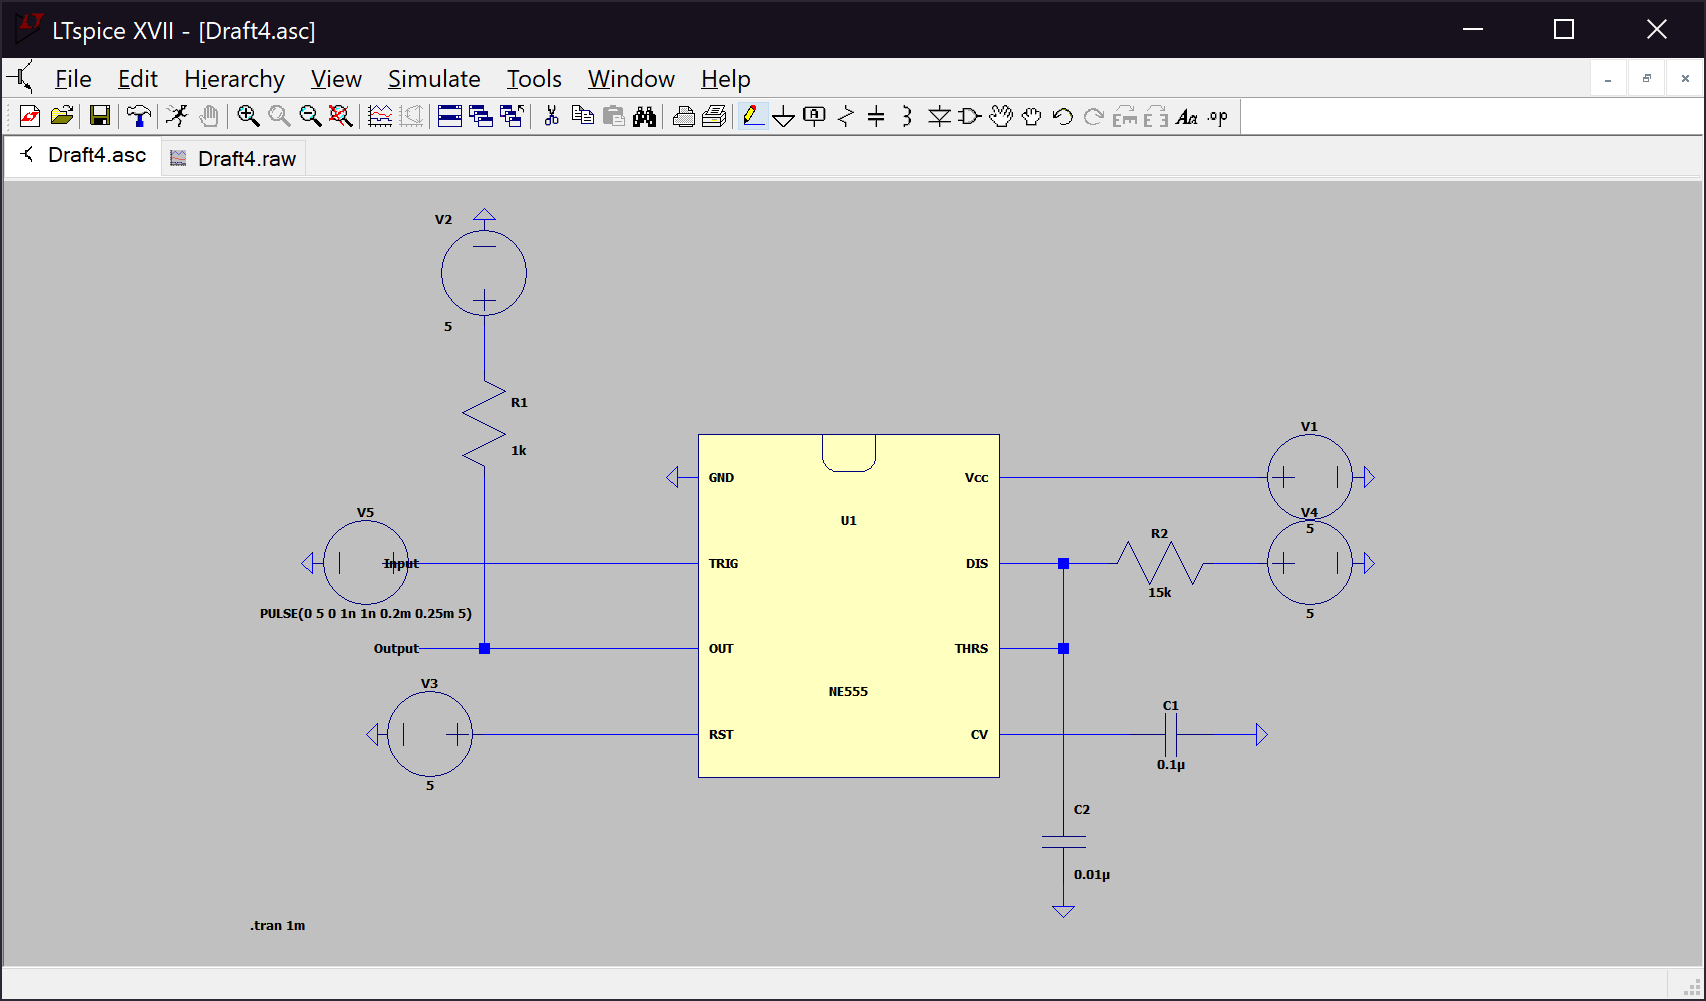 LTspice XVII - [Draft4.asc]
File Edit Hierarchy View Simulate Tools Window Help
Draft4.asc Draft4.raw
V2
5
R1
1k
V5
Input
PULSE(0 5 0 1n 1n 0.2m 0.25m 5)
Output
V3
5
GND
TRIG
OUT
RST
U1
NE555
Vcc
DIS
THRS
CV
V1
5
V4
5
R2
15k
C1
0.1µ
C2
0.01µ
.tran 1m